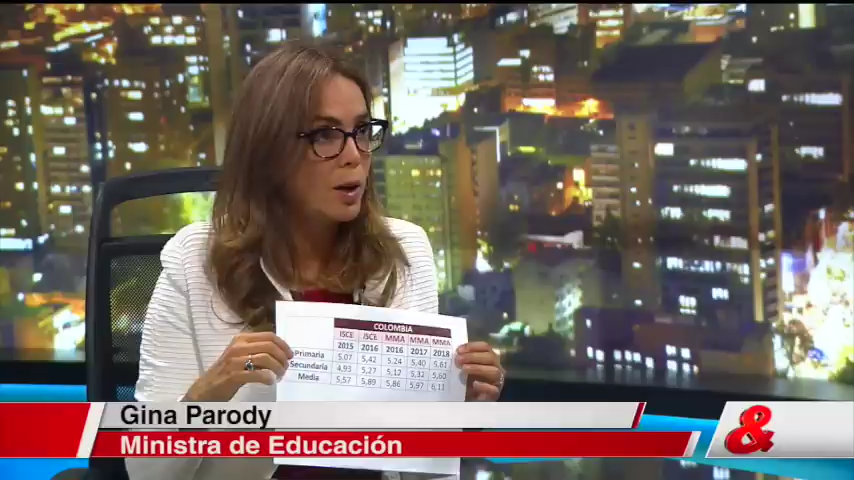 COLOMBIA
ISCE ISCE MMA MMA MMA
2015 2016 2016 2017 2018
Primaria 5,07 5,42 5,24 5,40 5,61
Secundaria 4,93 5,27 5,12 5,32 5,61
Media 5,57 5,89 5,86 5,97 6,11
Gina Parody
Ministra de Educación
&